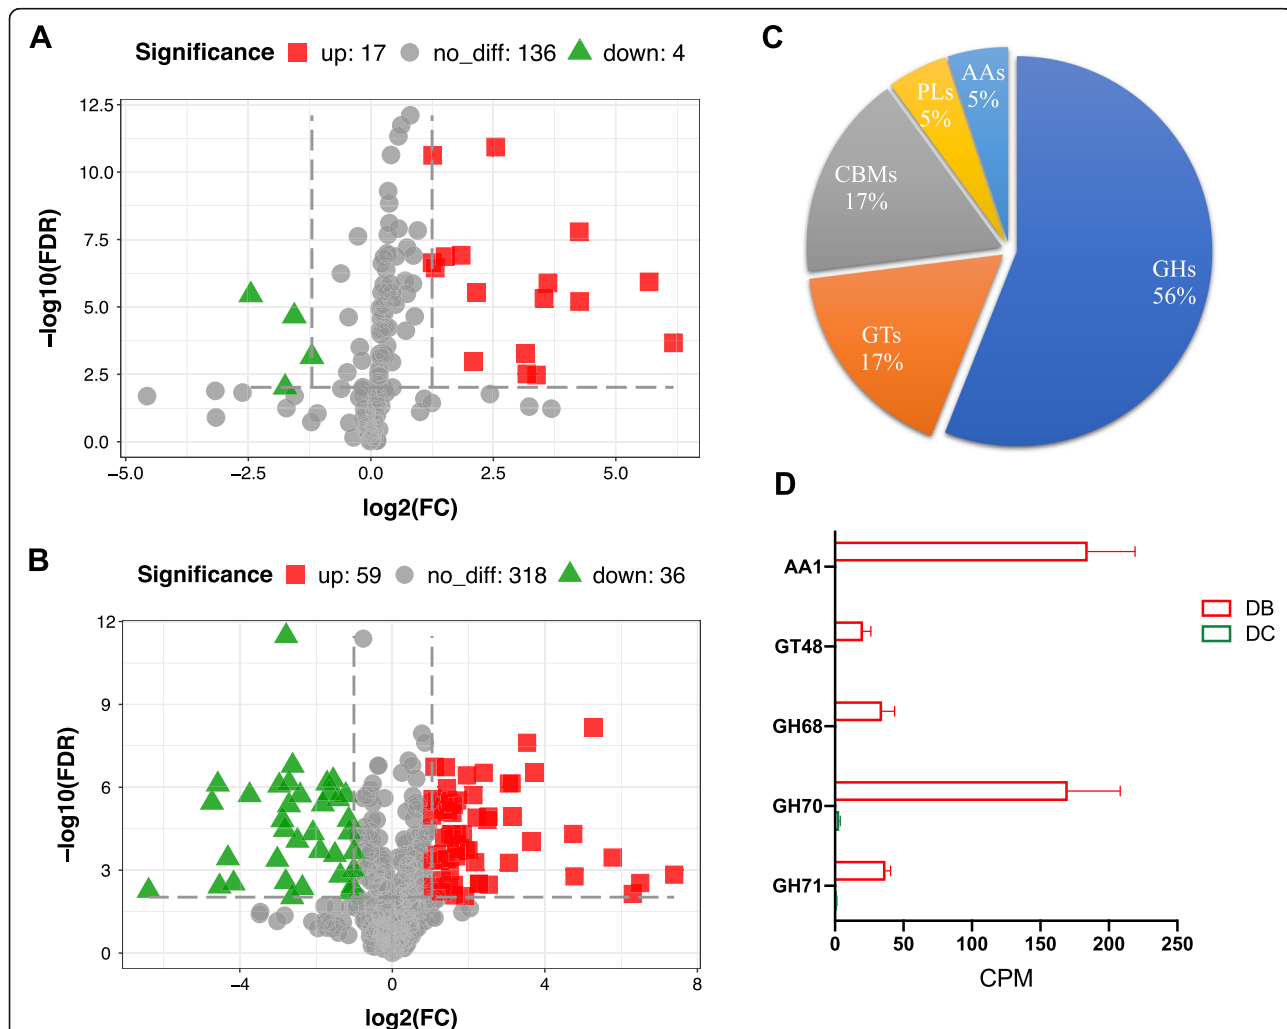 A
Significance up: 17 no_diff: 136 down: 4
12.5
10.0
7.5
5.0
2.5
0.0
−log10(FDR)
−5.0 −2.5 0.0 2.5 5.0
log2(FC)
B
Significance up: 59 no_diff: 318 down: 36
12
9
6
3
0
−log10(FDR)
−4 0 4 8
log2(FC)
C
AAs
5%
PLs
5%
CBMs
17%
GTs
17%
GHs
56%
D
AA1
GT48
GH68
GH70
GH71
DB
DC
0 50 100 150 200 250
CPM